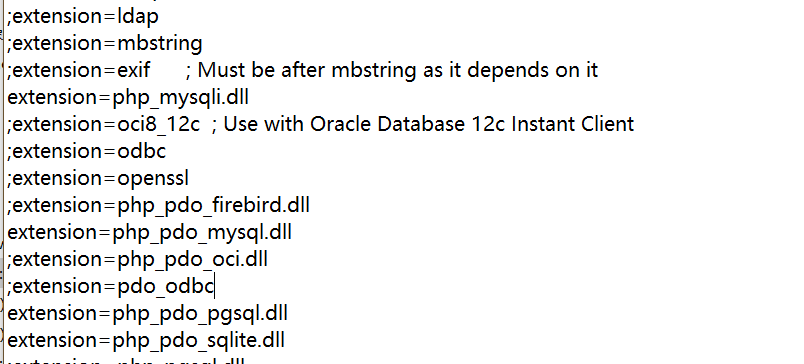 ;extension=ldap
;extension=mbstring
;extension=exif      ; Must be after mbstring as it depends on it
extension=php_mysqli.dll
;extension=oci8_12c  ; Use with Oracle Database 12c Instant Client
;extension=odbc
;extension=openssl
;extension=php_pdo_firebird.dll
extension=php_pdo_mysql.dll
;extension=php_pdo_oci.dll
;extension=pdo_odbc
extension=php_pdo_pgsql.dll
extension=php_pdo_sqlite.dll